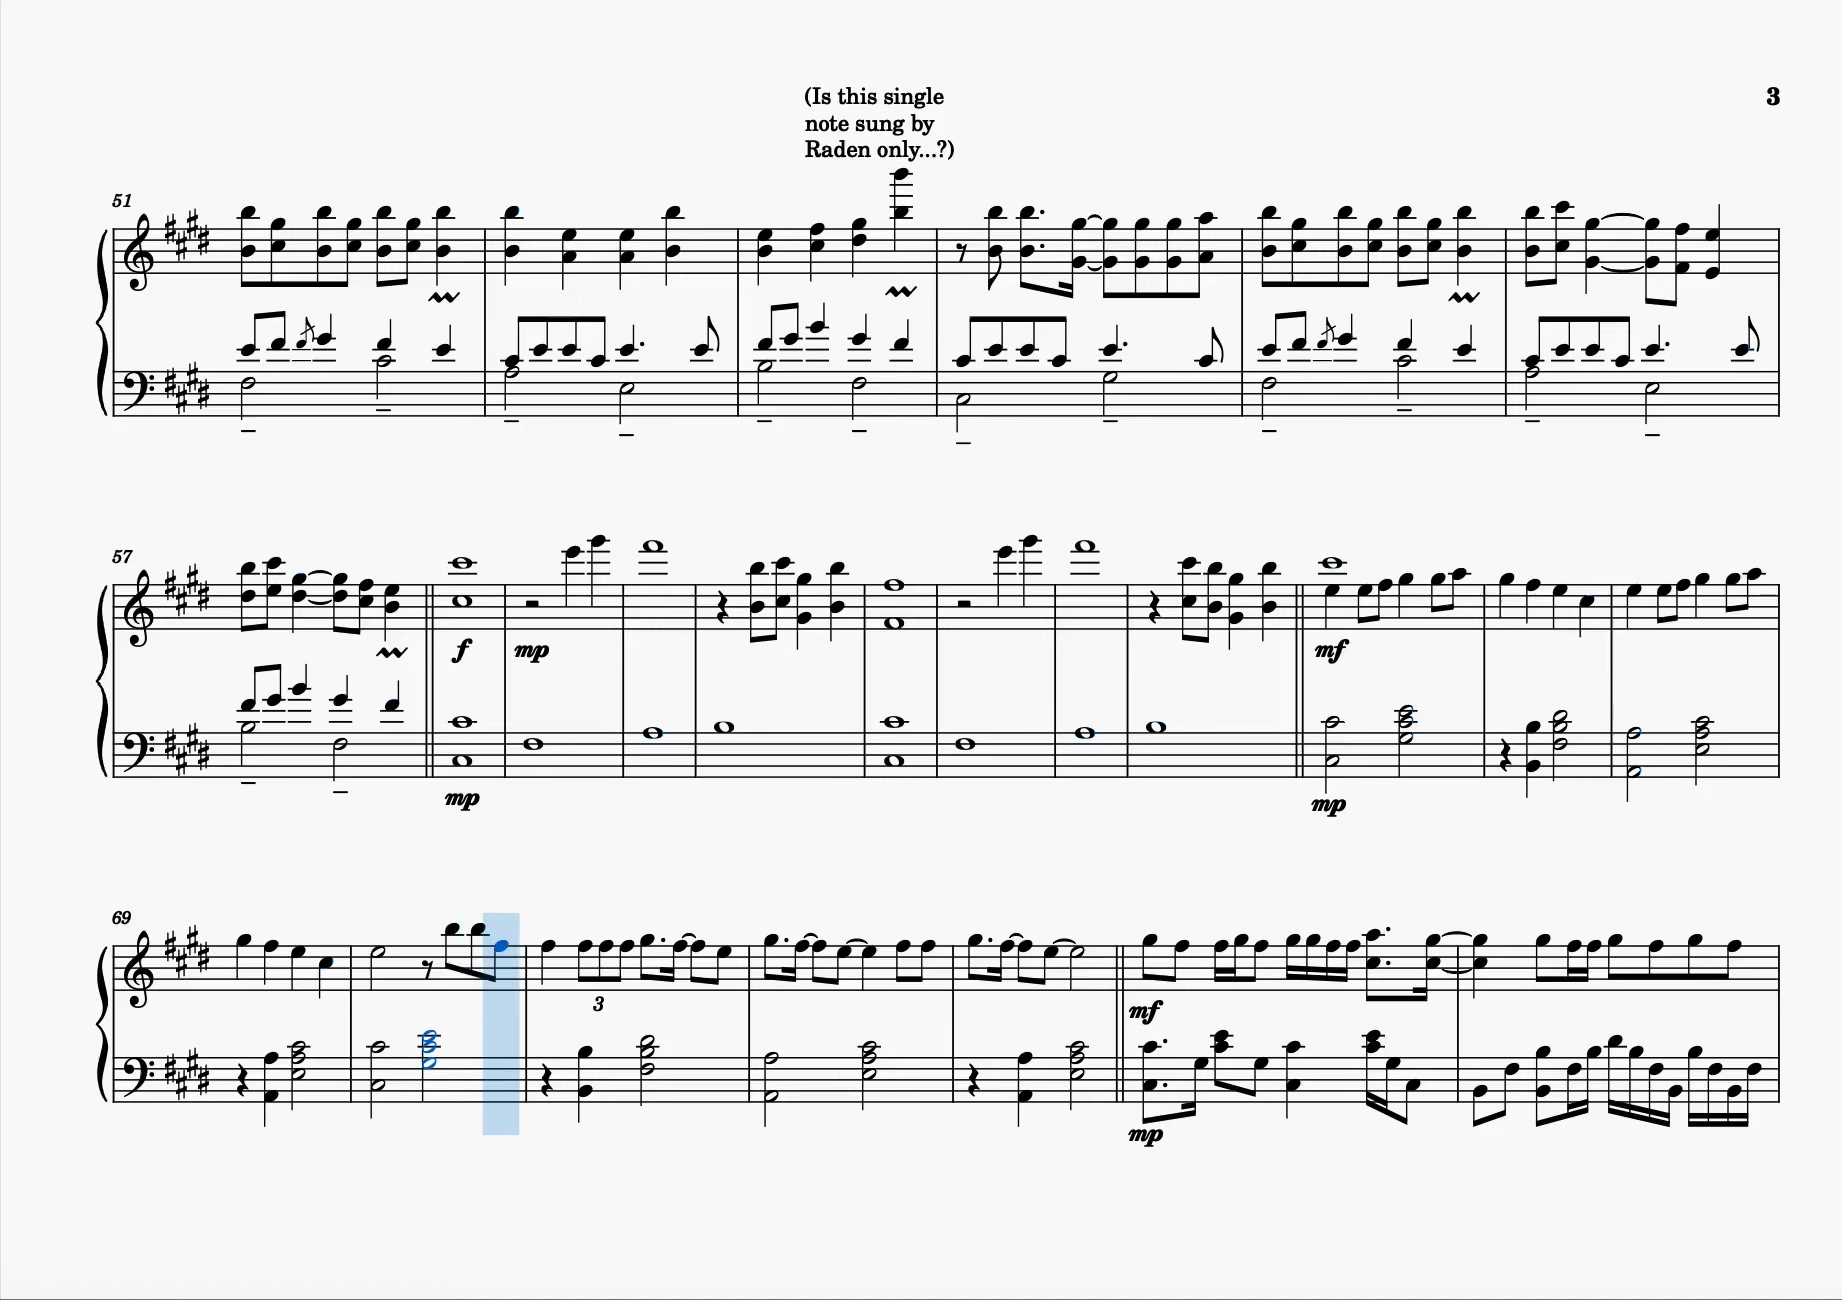 (Is this single
note sung by
Raden only...?)
3
51
57
f
mp
mf
mp
mp
69
3
mf
mp